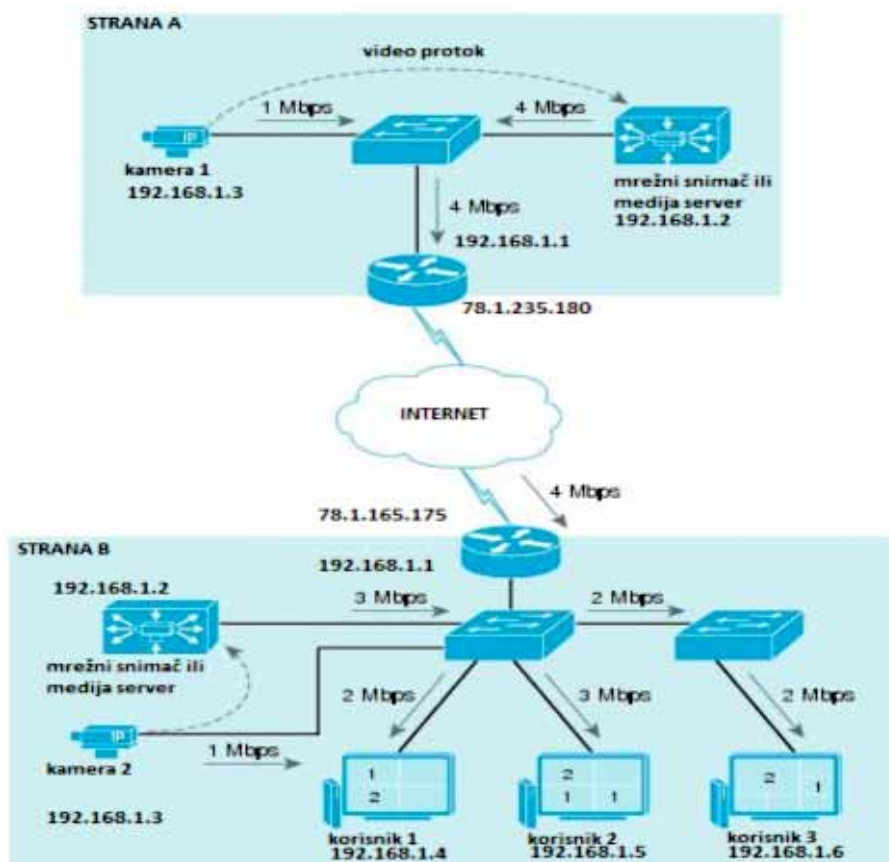 STRANA A
video protok
1 Mbps
4 Mbps
IP
kamera 1
192.168.1.3
mrežni snimač ili
medija server
192.168.1.2
4 Mbps
192.168.1.1
78.1.235.180
INTERNET
4 Mbps
78.1.165.175
STRANA B
192.168.1.1
192.168.1.2
3 Mbps
2 Mbps
mrežni snimač ili
medija server
2 Mbps
3 Mbps
2 Mbps
IP
1 Mbps
kamera 2
192.168.1.3
1
2
2
1 1
2
1
korisnik 1
192.168.1.4
korisnik 2
192.168.1.5
korisnik 3
192.168.1.6